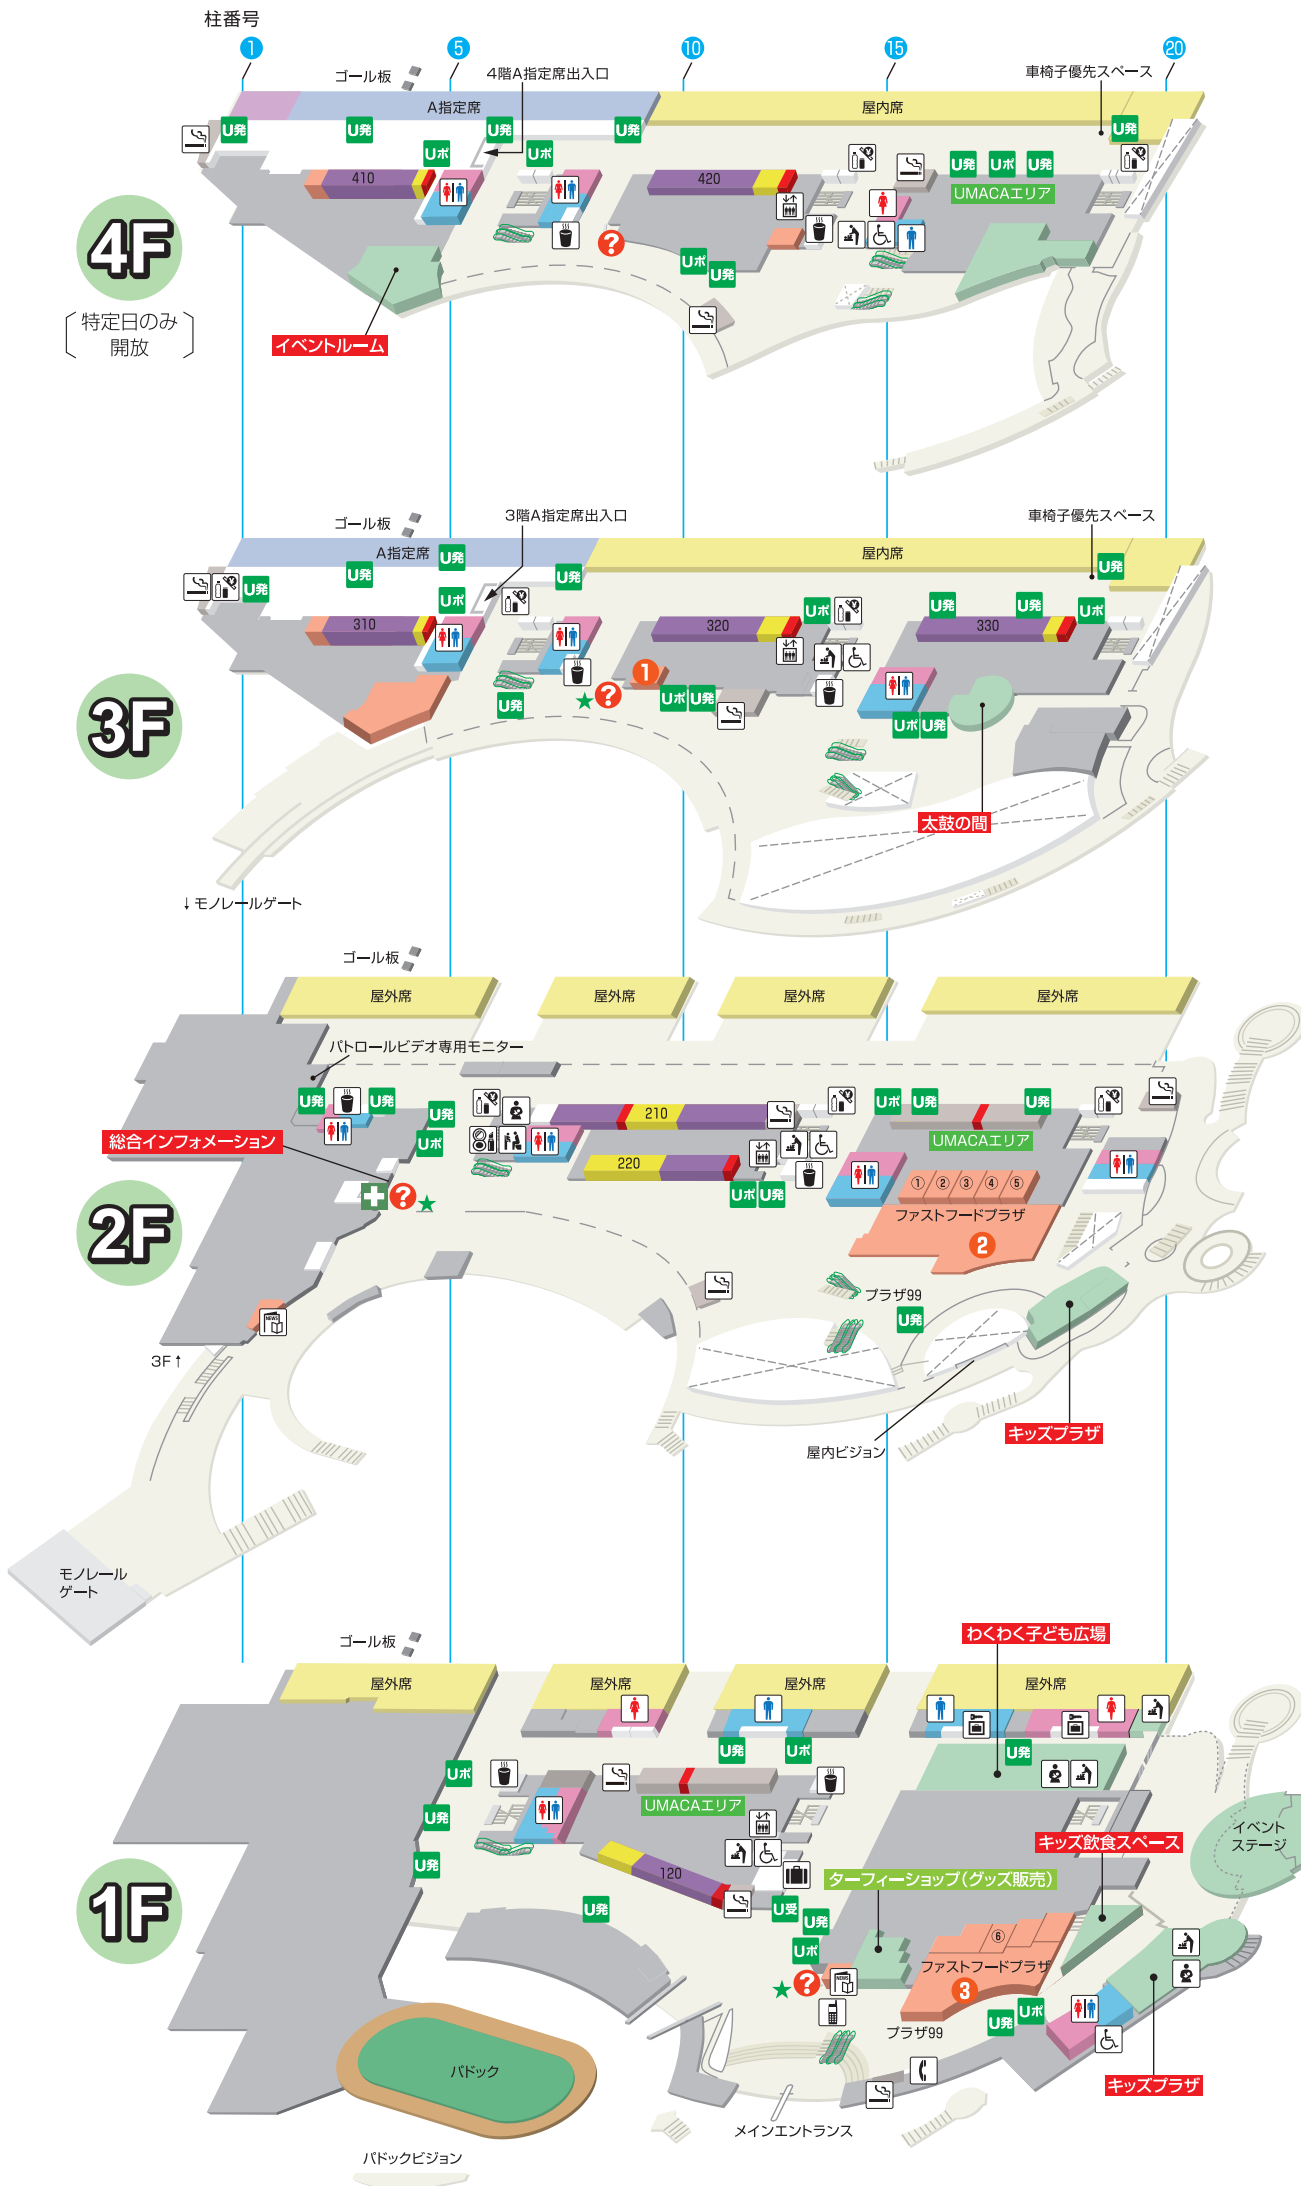 柱番号
1
5
10
15
20
ゴール板
4階A指定席出入口
車椅子優先スペース
A指定席
屋内席
U発
U発
U発
U発
U発
Uポ
Uポ
U発
Uポ
U発
410
420
UMACAエリア
4F
特定日のみ
開放
?
Uポ
U発
イベントルーム
ゴール板
3階A指定席出入口
車椅子優先スペース
A指定席
屋内席
U発
U発
U発
U発
U発
Uポ
Uポ
U発
U発
Uポ
310
320
330
3F
1
?
★
U発
Uポ
U発
Uポ
U発
太鼓の間
↓モノレールゲート
ゴール板
屋外席
屋外席
屋外席
屋外席
パトロールビデオ専用モニター
U発
U発
U発
Uポ
Uポ
U発
U発
210
220
UMACAエリア
総合インフォメーション
2F
?
★
Uポ
U発
① ② ③ ④ ⑤
ファストフードプラザ
2
プラザ99
U発
NEWS
3F↑
キッズプラザ
屋内ビジョン
モノレール
ゲート
ゴール板
わくわく子ども広場
屋外席
屋外席
屋外席
屋外席
U発
Uポ
U発
Uポ
UMACAエリア
U発
U発
イベント
ステージ
キッズ飲食スペース
ターフィーショップ(グッズ販売)
120
1F
U発
U受
U発
Uポ
⑥
ファストフードプラザ
3
★
?
NEWS
プラザ99
U発
Uポ
キッズプラザ
パドック
メインエントランス
パドックビジョン